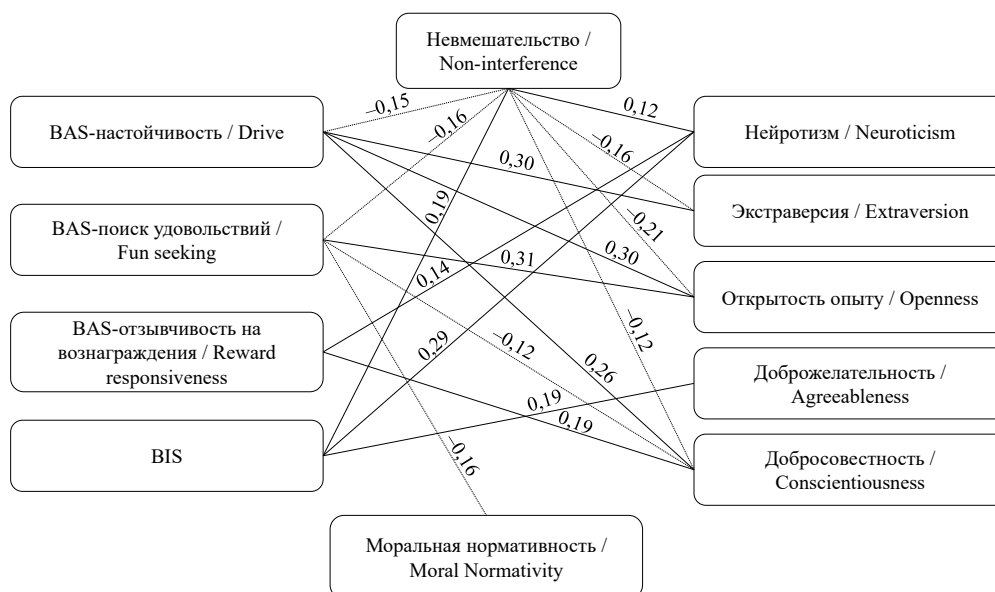 Невмешательство /
Non-interference
BAS-настойчивость / Drive
BAS-поиск удовольствий /
Fun seeking
BAS-отзывчивость на
вознаграждения / Reward
responsiveness
BIS
Нейротизм / Neuroticism
Экстраверсия / Extraversion
Открытость опыту / Openness
Доброжелательность /
Agreeableness
Добросовестность /
Conscientiousness
Моральная нормативность /
Moral Normativity
–0,15
0,12
–0,16
–0,16
0,30
0,19
–0,21
0,30
0,31
0,14
–0,12
0,29
–0,12
0,26
0,19
0,19
–0,16